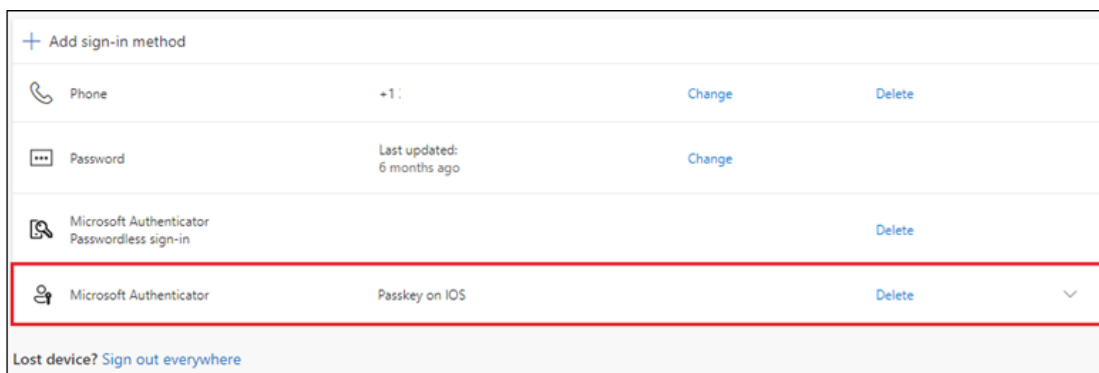 Add sign-in method
Phone +1 Change Delete
Password Last updated: Change
6 months ago
Microsoft Authenticator
Passwordless sign-in Delete
Microsoft Authenticator Passkey on IOS Delete
Lost device? Sign out everywhere